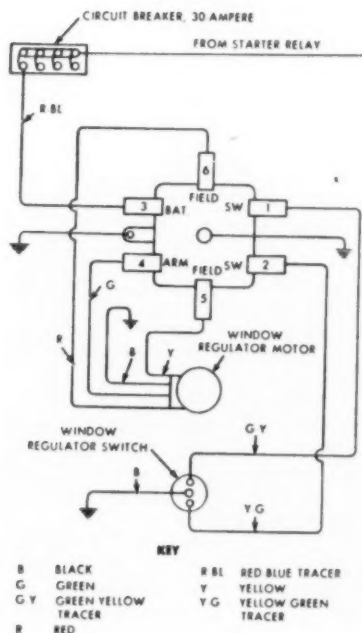 CIRCUIT BREAKER, 30 AMPERE
FROM STARTER RELAY
R BL
6
FIELD
3
BAT
SW
1
4
ARM
SW
2
FIELD
5
G
R
B
Y
WINDOW
REGULATOR MOTOR
G Y
WINDOW
REGULATOR SWITCH
B
Y G
KEY
B BLACK
G GREEN
G Y GREEN YELLOW
TRACER
R RED
R BL RED BLUE TRACER
Y YELLOW
Y G YELLOW GREEN
TRACER